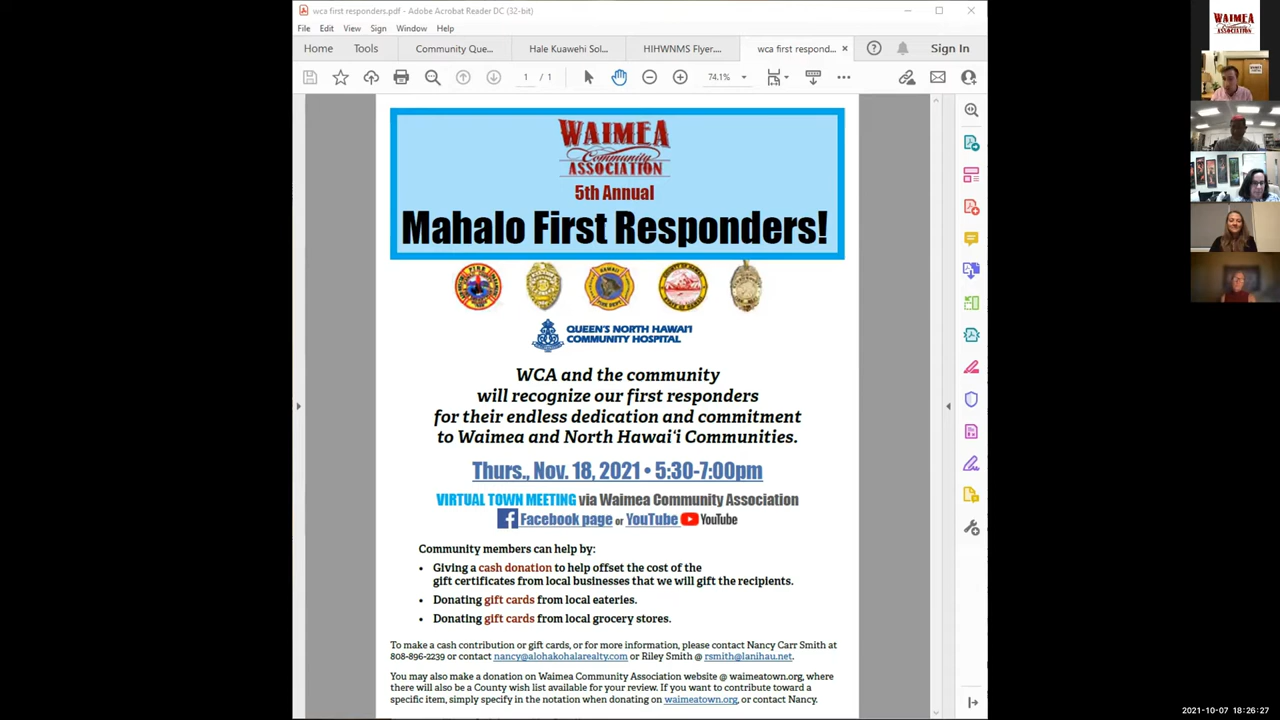 wca first responders.pdf - Adobe Acrobat Reader DC (32-bit)
File Edit View Sign Window Help
Home Tools Community Que... Hale Kuawehi Sol... HIHWNMS Flyer.... wca first respond... Sign In
1 / 1 74.1%
WAIMEA
Community
ASSOCIATION
5th Annual
Mahalo First Responders!
QUEEN'S NORTH HAWAI'I
COMMUNITY HOSPITAL
WCA and the community
will recognize our first responders
for their endless dedication and commitment
to Waimea and North Hawai'i Communities.
Thurs., Nov. 18, 2021 • 5:30-7:00pm
VIRTUAL TOWN MEETING via Waimea Community Association
Facebook page or YouTube YouTube
Community members can help by:
• Giving a cash donation to help offset the cost of the
gift certificates from local businesses that we will gift the recipients.
• Donating gift cards from local eateries.
• Donating gift cards from local grocery stores.
To make a cash contribution or gift cards, or for more information, please contact Nancy Carr Smith at
808-896-2239 or contact nancy@alohakohalarealty.com or Riley Smith @ rsmith@lanihau.net.
You may also make a donation on Waimea Community Association website @ waimeatown.org, where
there will also be a County wish list available for your review. If you want to contribute toward a
specific item, simply specify in the notation when donating on waimeatown.org, or contact Nancy.
WAIMEA
Community
ASSOCIATION
2021-10-07 18:26:27